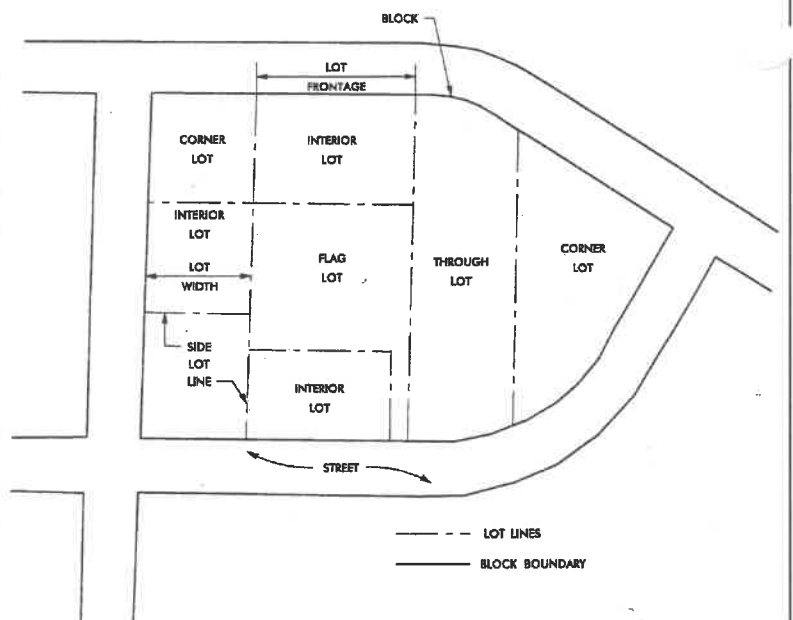 BLOCK
LOT
FRONTAGE
CORNER
LOT
INTERIOR
LOT
INTERIOR
LOT
LOT
WIDTH
FLAG
LOT
THROUGH
LOT
CORNER
LOT
SIDE
LOT
LINE
INTERIOR
LOT
STREET
LOT LINES
BLOCK BOUNDARY